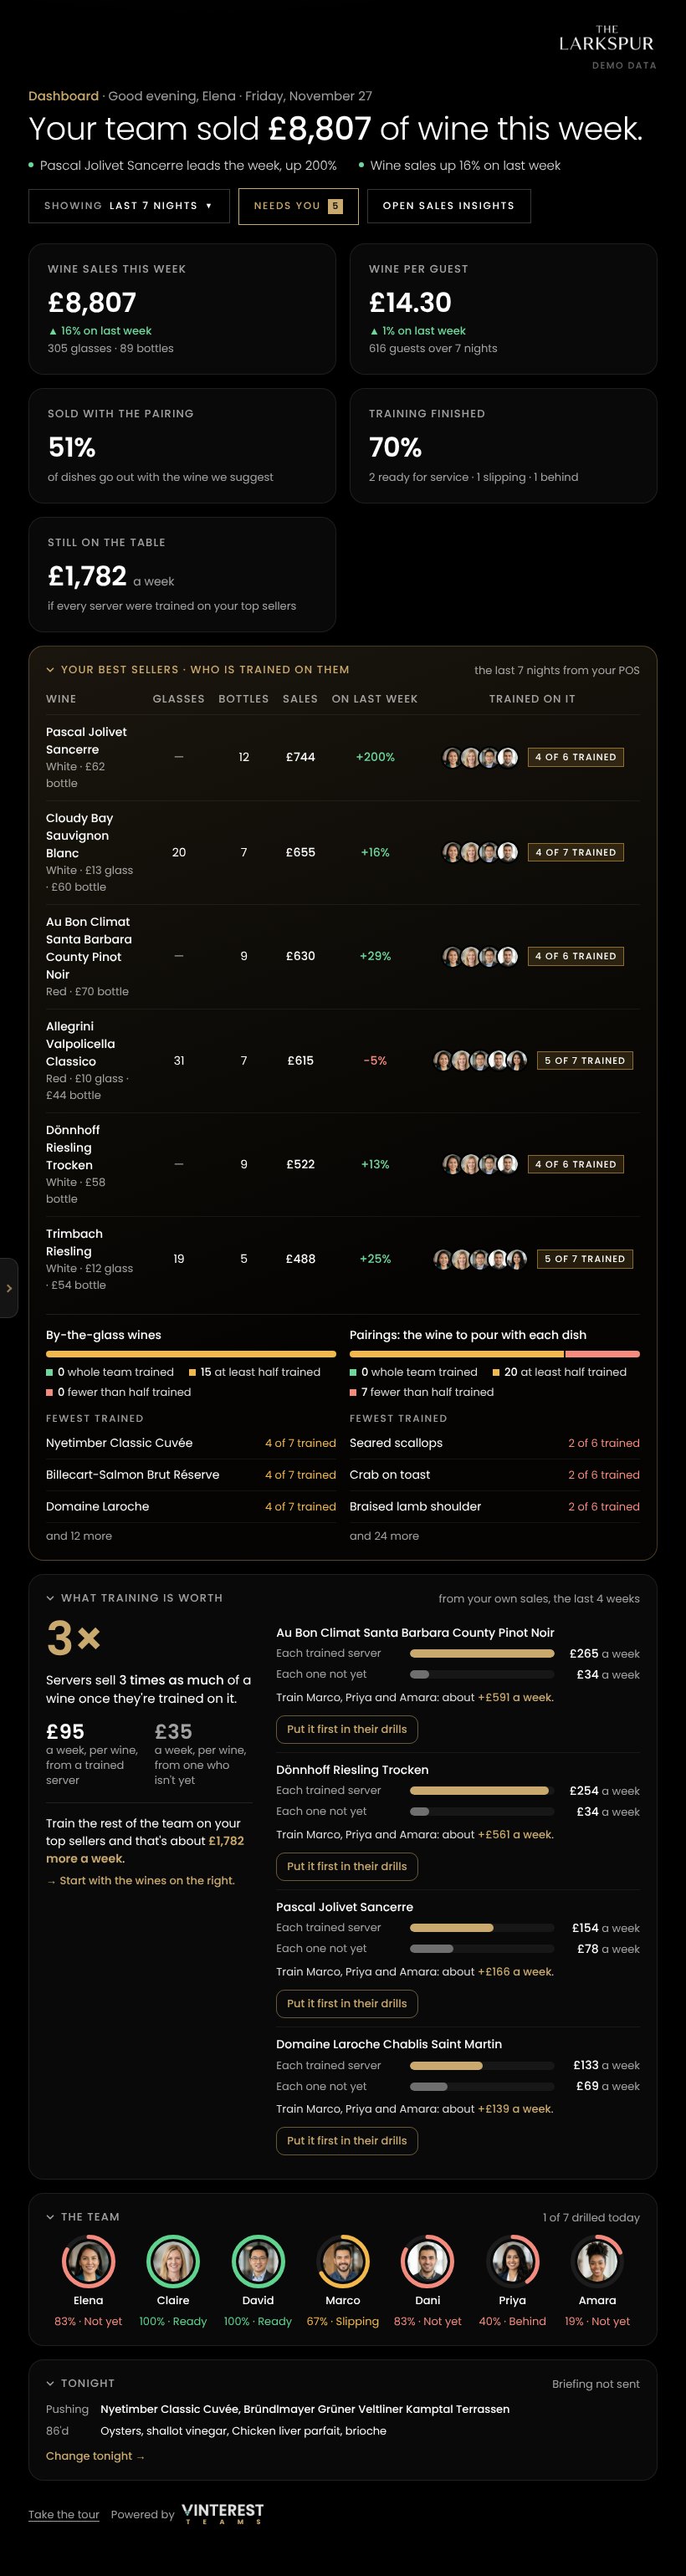 THE
LARKSPUR
DEMO DATA
Dashboard · Good evening, Elena · Friday, November 27
Your team sold £8,807 of wine this week.
Pascal Jolivet Sancerre leads the week, up 200%
Wine sales up 16% on last week
SHOWING LAST 7 NIGHTS ▼
NEEDS YOU 5
OPEN SALES INSIGHTS
WINE SALES THIS WEEK
£8,807
▲ 16% on last week
305 glasses · 89 bottles
WINE PER GUEST
£14.30
▲ 1% on last week
616 guests over 7 nights
SOLD WITH THE PAIRING
51%
of dishes go out with the wine we suggest
TRAINING FINISHED
70%
2 ready for service · 1 slipping · 1 behind
STILL ON THE TABLE
£1,782 a week
if every server were trained on your top sellers
YOUR BEST SELLERS · WHO IS TRAINED ON THEM
the last 7 nights from your POS
WINE GLASSES BOTTLES SALES ON LAST WEEK TRAINED ON IT
Pascal Jolivet
Sancerre
White · £62
bottle
— 12 £744 +200% 4 OF 6 TRAINED
Cloudy Bay
Sauvignon
Blanc
White · £13 glass
· £60 bottle
20 7 £655 +16% 4 OF 7 TRAINED
Au Bon Climat
Santa Barbara
County Pinot
Noir
Red · £70 bottle
— 9 £630 +29% 4 OF 6 TRAINED
Allegrini
Valpolicella
Classico
Red · £10 glass ·
£44 bottle
31 7 £615 -5% 5 OF 7 TRAINED
Dönnhoff
Riesling
Trocken
White · £58
bottle
— 9 £522 +13% 4 OF 6 TRAINED
Trimbach
Riesling
White · £12 glass
· £54 bottle
19 5 £488 +25% 5 OF 7 TRAINED
By-the-glass wines
0 whole team trained 15 at least half trained
0 fewer than half trained
FEWEST TRAINED
Nyetimber Classic Cuvée 4 of 7 trained
Billecart-Salmon Brut Réserve 4 of 7 trained
Domaine Laroche 4 of 7 trained
and 12 more
Pairings: the wine to pour with each dish
0 whole team trained 20 at least half trained
7 fewer than half trained
FEWEST TRAINED
Seared scallops 2 of 6 trained
Crab on toast 2 of 6 trained
Braised lamb shoulder 2 of 6 trained
and 24 more
WHAT TRAINING IS WORTH
from your own sales, the last 4 weeks
3×
Servers sell 3 times as much of a
wine once they're trained on it.
£95
a week, per wine,
from a trained
server
£35
a week, per wine,
from one who
isn't yet
Train the rest of the team on your
top sellers and that's about £1,782
more a week.
→ Start with the wines on the right.
Au Bon Climat Santa Barbara County Pinot Noir
Each trained server £265 a week
Each one not yet £34 a week
Train Marco, Priya and Amara: about +£591 a week.
Put it first in their drills
Dönnhoff Riesling Trocken
Each trained server £254 a week
Each one not yet £34 a week
Train Marco, Priya and Amara: about +£561 a week.
Put it first in their drills
Pascal Jolivet Sancerre
Each trained server £154 a week
Each one not yet £78 a week
Train Marco, Priya and Amara: about +£166 a week.
Put it first in their drills
Domaine Laroche Chablis Saint Martin
Each trained server £133 a week
Each one not yet £69 a week
Train Marco, Priya and Amara: about +£139 a week.
Put it first in their drills
THE TEAM
1 of 7 drilled today
Elena Claire David Marco Dani Priya Amara
83% · Not yet 100% · Ready 100% · Ready 67% · Slipping 83% · Not yet 40% · Behind 19% · Not yet
TONIGHT
Briefing not sent
Pushing Nyetimber Classic Cuvée, Bründlmayer Grüner Veltliner Kamptal Terrassen
86'd Oysters, shallot vinegar, Chicken liver parfait, brioche
Change tonight →
Take the tour Powered by VINTEREST
TEAMS